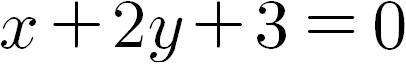 x + 2y + 3 = 0